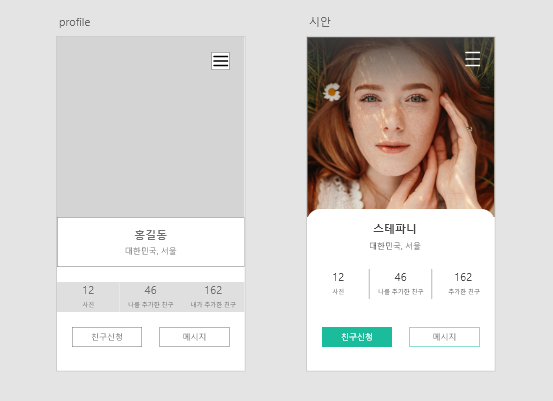 profile
홍길동
대한민국, 서울
12 46 162
사진 나를 추가한 친구 내가 추가한 친구
친구신청 메시지
시안
스테파니
대한민국, 서울
12 46 162
사진 나를 추가한 친구 추가한 친구
친구신청 메시지